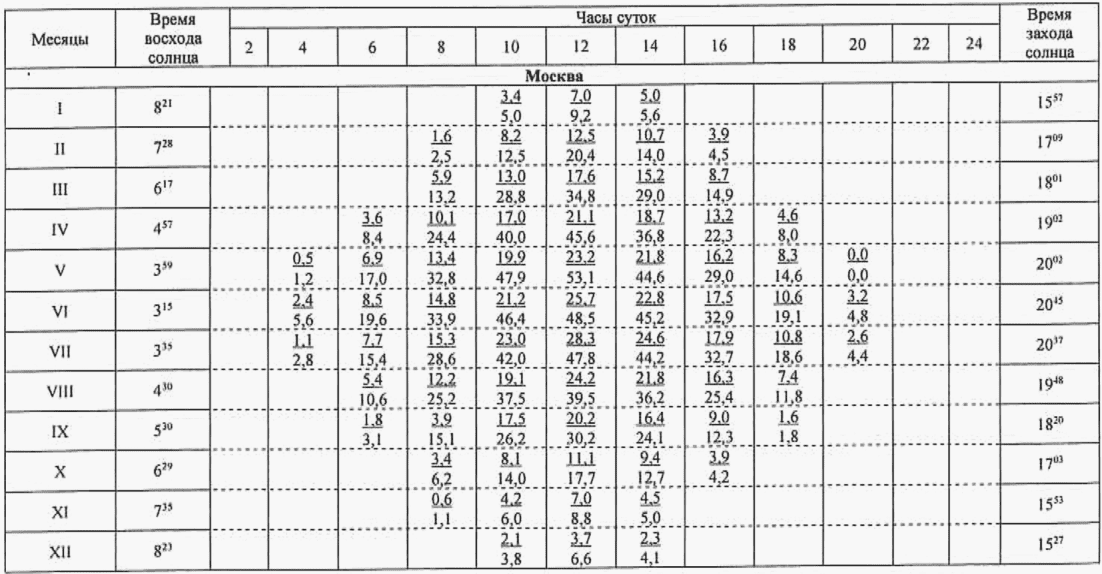 Месяцы Время восхода солнца Часы суток Время захода солнца
2 4 6 8 10 12 14 16 18 20 22 24
Москва
I 8²¹ 3,4 7,0 5,0 15⁵⁷
5,0 9,2 5,6
II 7²⁸ 1,6 8,2 12,5 10,7 3,9 17⁰⁹
2,5 12,5 20,4 14,0 4,5
III 6¹⁷ 5,9 13,0 17,6 15,2 8,7 18⁰¹
13,2 28,8 34,8 29,0 14,9
IV 4⁵⁷ 3,6 10,1 17,0 21,1 18,7 13,2 4,6 19⁰²
8,4 24,4 40,0 45,6 36,8 22,3 8,0
V 3⁵⁹ 0,5 6,9 13,4 19,9 23,2 21,8 16,2 8,3 0,0 20⁰²
1,2 17,0 32,8 47,9 53,1 44,6 29,0 14,6 0,0
VI 3¹⁵ 2,4 8,5 14,8 21,2 25,7 22,8 17,5 10,6 3,2 20⁴⁵
5,6 19,6 33,9 46,4 48,5 45,2 32,9 19,1 4,8
VII 3³⁵ 1,1 7,7 15,3 23,0 28,3 24,6 17,9 10,8 2,6 20³⁷
2,8 15,4 28,6 42,0 47,8 44,2 32,7 18,6 4,4
VIII 4³⁰ 5,4 12,2 19,1 24,2 21,8 16,3 7,4 19⁴⁸
10,6 25,2 37,5 39,5 36,2 25,4 11,8
IX 5³⁰ 1,8 3,9 17,5 20,2 16,4 9,0 1,6 18²⁰
3,1 15,1 26,2 30,2 24,1 12,3 1,8
X 6²⁹ 3,4 8,1 11,1 9,4 3,9 17⁰³
6,2 14,0 17,7 12,7 4,2
XI 7³⁵ 0,6 4,2 7,0 4,5 15⁵³
1,1 6,0 8,8 5,0
XII 8²³ 2,1 3,7 2,3 15²⁷
3,8 6,6 4,1